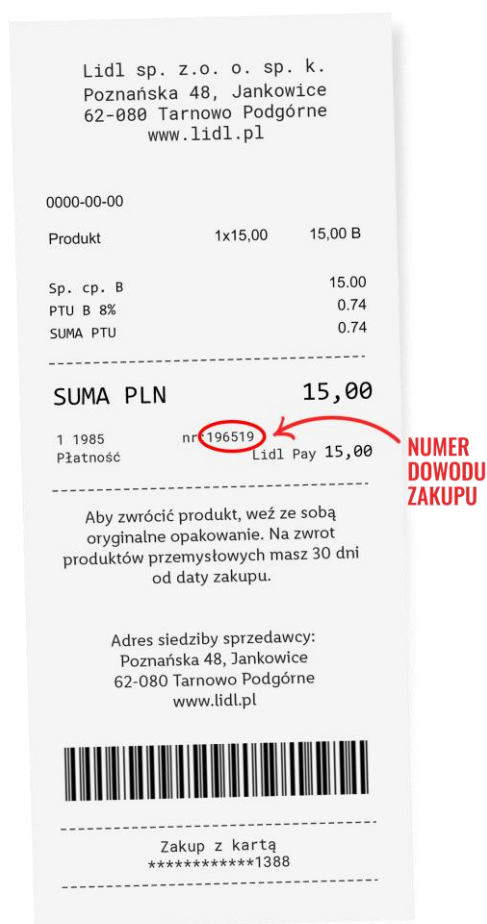 Lidl sp. z.o. o. sp. k.
Poznańska 48, Jankowice
62-080 Tarnowo Podgórne
www.lidl.pl
0000-00-00
Produkt 1x15,00 15,00 B
Sp. cp. B 15.00
PTU B 8% 0.74
SUMA PTU 0.74
SUMA PLN 15,00
1 1985 nr:196519
Płatność Lidl Pay 15,00
NUMER
DOWODU
ZAKUPU
Aby zwrócić produkt, weź ze sobą
oryginalne opakowanie. Na zwrot
produktów przemysłowych masz 30 dni
od daty zakupu.
Adres siedziby sprzedawcy:
Poznańska 48, Jankowice
62-080 Tarnowo Podgórne
www.lidl.pl
Zakup z kartą
************1388